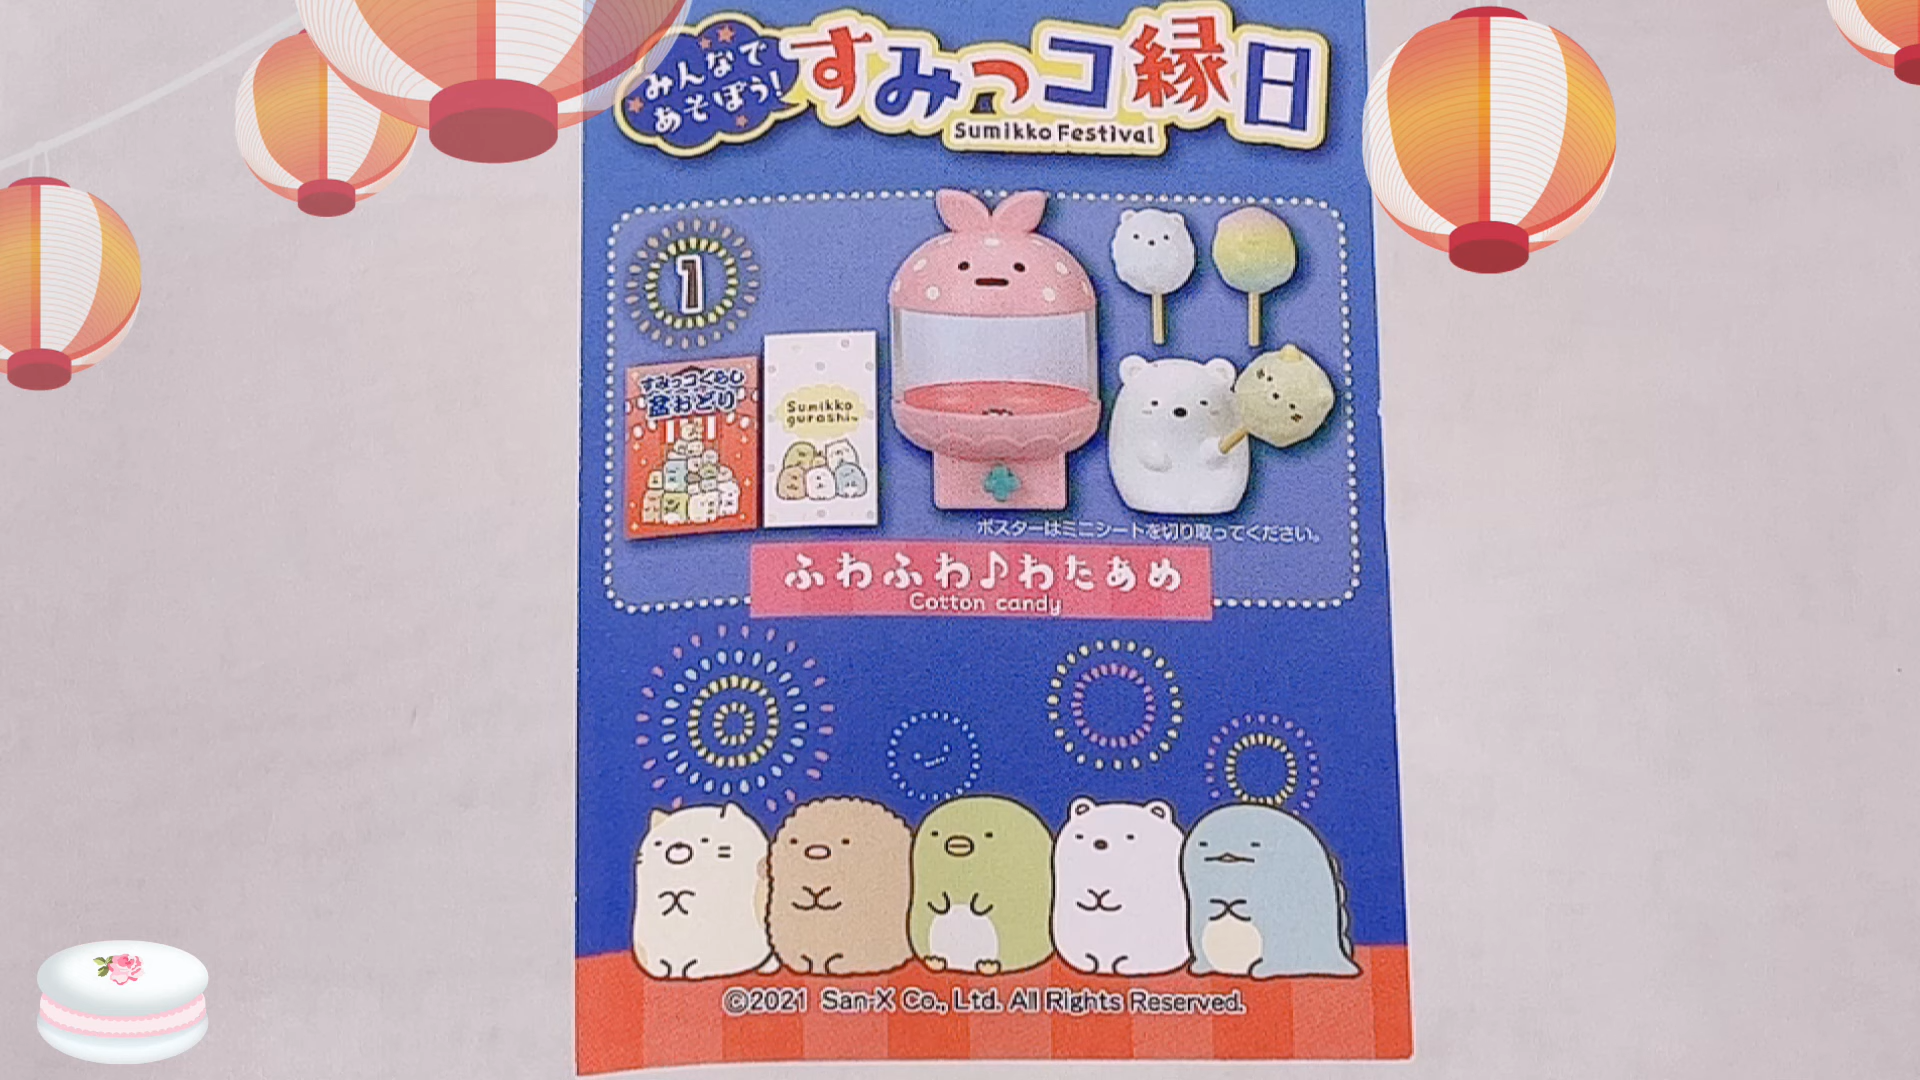 みんなで
あそぼう!
すみっコ縁日
Sumikko Festival
1
すみっコぐらし
盆おどり
Sumikko
gurashi™
ポスターはミニシートを切り取ってください。
ふわふわ♪わたあめ
Cotton candy
©2021 San-X Co., Ltd. All Rights Reserved.